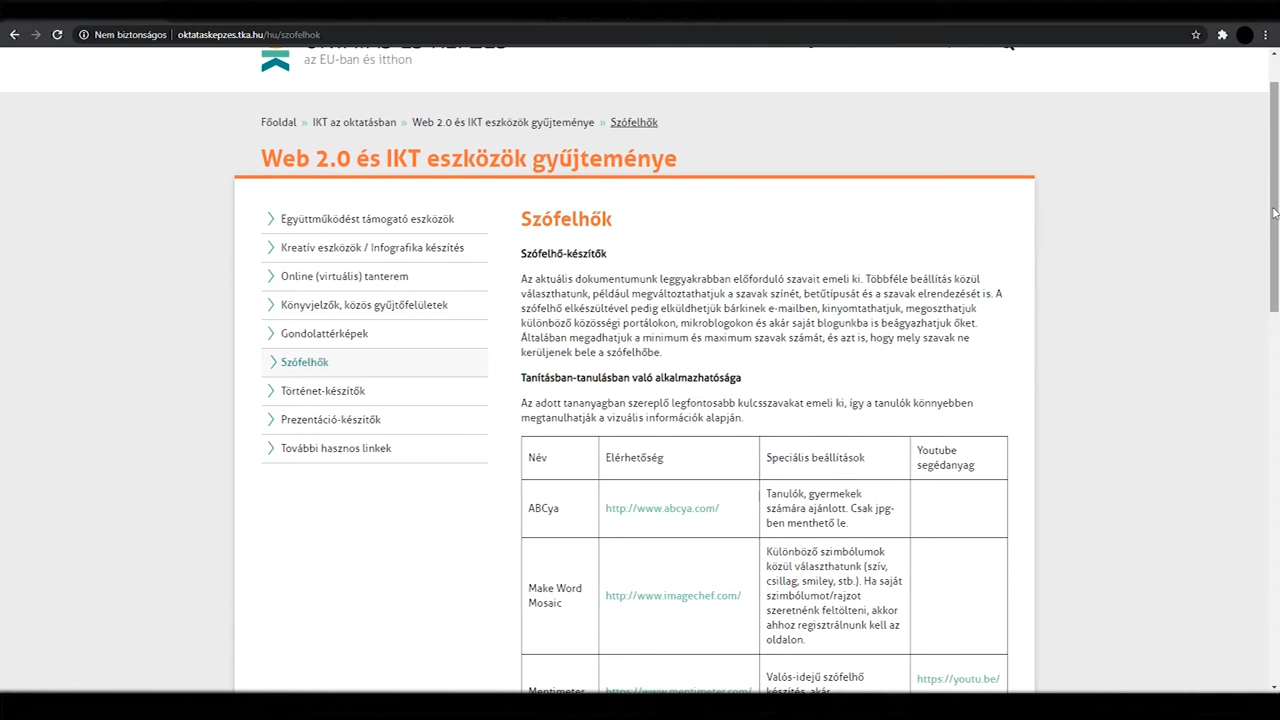 Nem biztonságos
oktataskepzes.tka.hu/hu/szofelhok
az EU-ban és itthon
Főoldal » IKT az oktatásban » Web 2.0 és IKT eszközök gyűjteménye » Szófelhők
Web 2.0 és IKT eszközök gyűjteménye
Együttműködést támogató eszközök
Kreatív eszközök / Infografika készítés
Online (virtuális) tanterem
Könyvjelzők, közös gyűjtőfelületek
Gondolattérképek
Szófelhők
Történet-készítők
Prezentáció-készítők
További hasznos linkek
Szófelhők
Szófelhő-készítők
Az aktuális dokumentumunk leggyakrabban előforduló szavait emeli ki. Többféle beállítás közül
választhatunk, például megváltoztathatjuk a szavak színét, betűtípusát és a szavak elrendezését is. A
szófelhő elkészültével pedig elküldhetjük bárkinek e-mailben, kinyomtathatjuk, megoszthatjuk
különböző közösségi portálokon, mikroblogokon és akár saját blogunkba is beágyazhatjuk őket.
Általában megadhatjuk a minimum és maximum szavak számát, és azt is, hogy mely szavak ne
kerüljenek bele a szófelhőbe.
Tanításban-tanulásban való alkalmazhatósága
Az adott tananyagban szereplő legfontosabb kulcsszavakat emeli ki, így a tanulók könnyebben
megtanulhatják a vizuális információk alapján.
Név
Elérhetőség
Speciális beállítások
Youtube
segédanyag
ABCya
http://www.abcya.com/
Tanulók, gyermekek
számára ajánlott. Csak jpg-
ben menthető le.
Make Word
Mosaic
http://www.imagechef.com/
Különböző szimbólumok
közül választhatunk (szív,
csillag, smiley, stb.). Ha saját
szimbólumot/rajzot
szeretnénk feltölteni, akkor
ahhoz regisztrálnunk kell az
oldalon.
Mentimeter
https://www.mentimeter.com/
Valós-idejű szófelhő
készítés, akár
https://youtu.be/